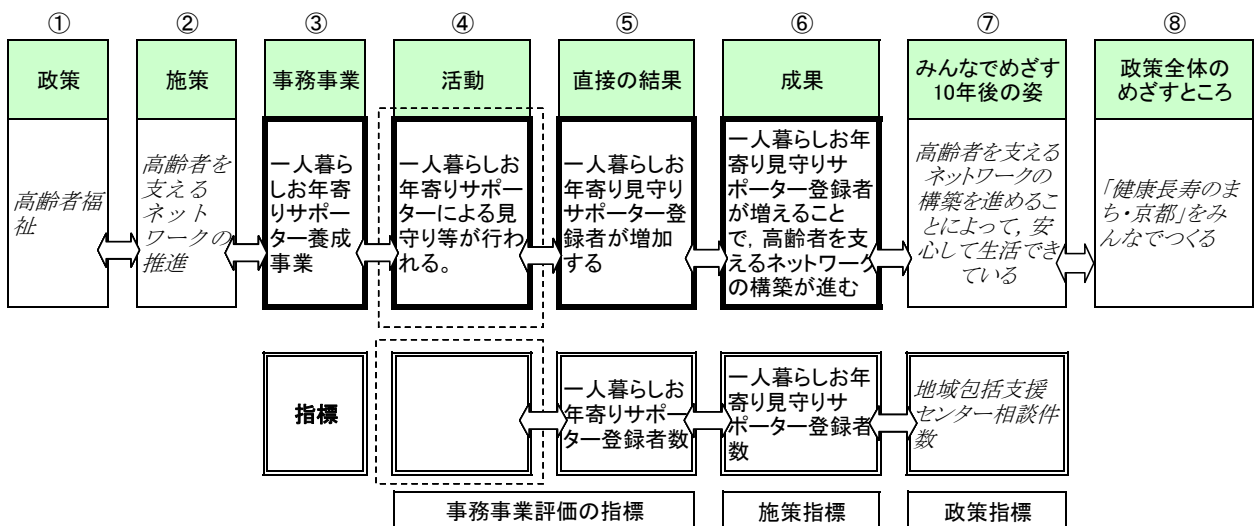 ①
②
③
④
⑤
⑥
⑦
⑧
政策
施策
事務事業
活動
直接の結果
成果
みんなでめざす
10年後の姿
政策全体の
めざすところ
高齢者福
祉
高齢者を
支える
ネット
ワークの
推進
一人暮ら
しお年寄
りサポー
ター養成
事業
一人暮らしお
年寄りサポー
ターによる見
守り等が行わ
れる。
一人暮らしお
年寄り見守り
サポーター登
録者が増加
する
一人暮らしお年
寄り見守りサ
ポーター登録者
が増えること
で,高齢者を支
えるネットワーク
の構築が進む
高齢者を支える
ネットワークの
構築を進めるこ
とによって,安
心して生活でき
ている
「健康長寿のま
ち・京都」をみ
んなでつくる
指標
一人暮らしお
年寄りサポー
ター登録者数
一人暮らしお年
寄り見守りサ
ポーター登録者
数
地域包括支援
センター相談件
数
事務事業評価の指標
施策指標
政策指標